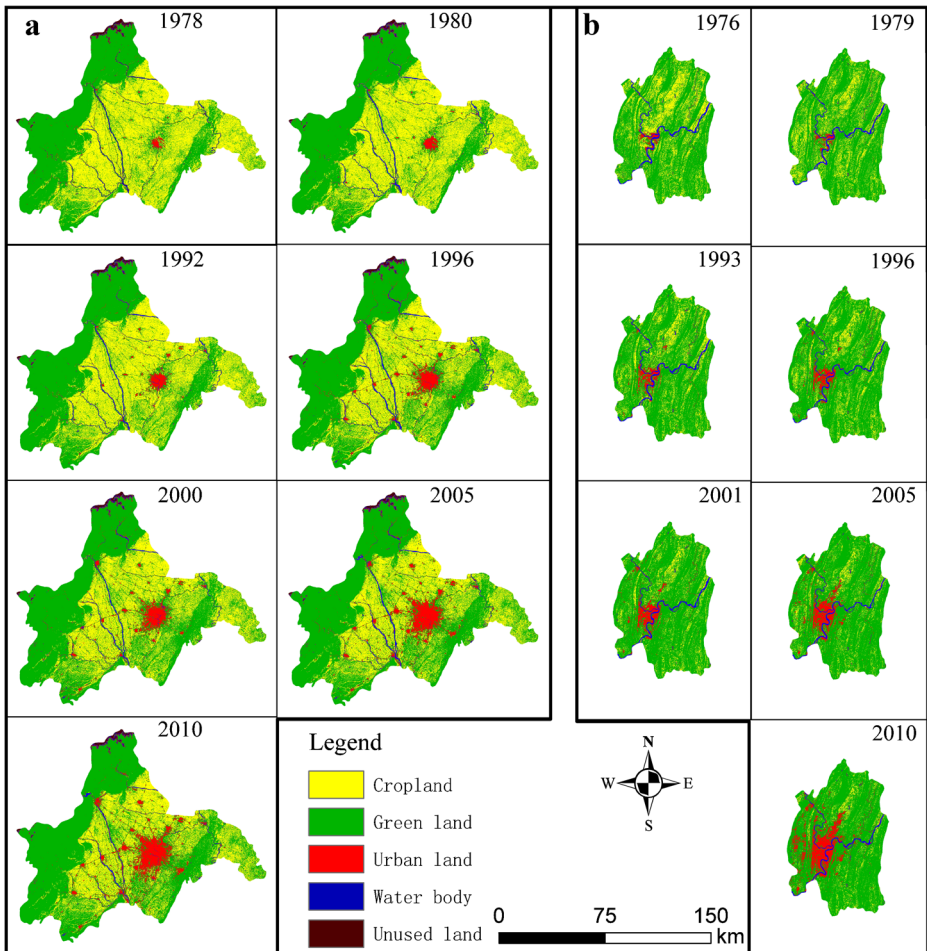 a
1978
1980
b
1976
1979
1992
1996
1993
1996
2000
2005
2001
2005
2010
Legend
Cropland
Green land
Urban land
Water body
Unused land
N
W
E
S
0
75
150
km
2010